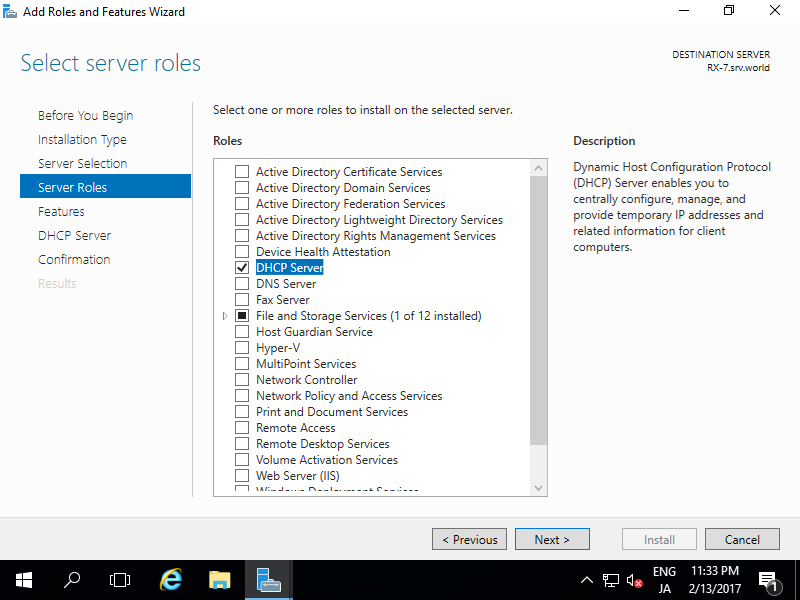 Add Roles and Features Wizard
Select server roles
DESTINATION SERVER
RX-7.srv.world
Before You Begin
Installation Type
Server Selection
Server Roles
Features
DHCP Server
Confirmation
Results
Select one or more roles to install on the selected server.
Roles
Active Directory Certificate Services
Active Directory Domain Services
Active Directory Federation Services
Active Directory Lightweight Directory Services
Active Directory Rights Management Services
Device Health Attestation
DHCP Server
DNS Server
Fax Server
File and Storage Services (1 of 12 installed)
Host Guardian Service
Hyper-V
MultiPoint Services
Network Controller
Network Policy and Access Services
Print and Document Services
Remote Access
Remote Desktop Services
Volume Activation Services
Web Server (IIS)
Windows Deployment Services
Description
Dynamic Host Configuration Protocol
(DHCP) Server enables you to
centrally configure, manage, and
provide temporary IP addresses and
related information for client
computers.
< Previous
Next >
Install
Cancel
ENG
JA
11:33 PM
2/13/2017
1